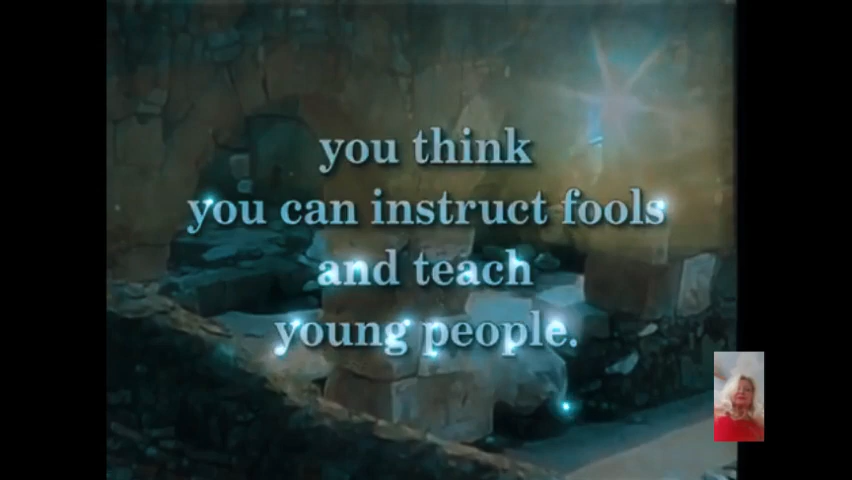 you think
you can instruct fools
and teach
young people.